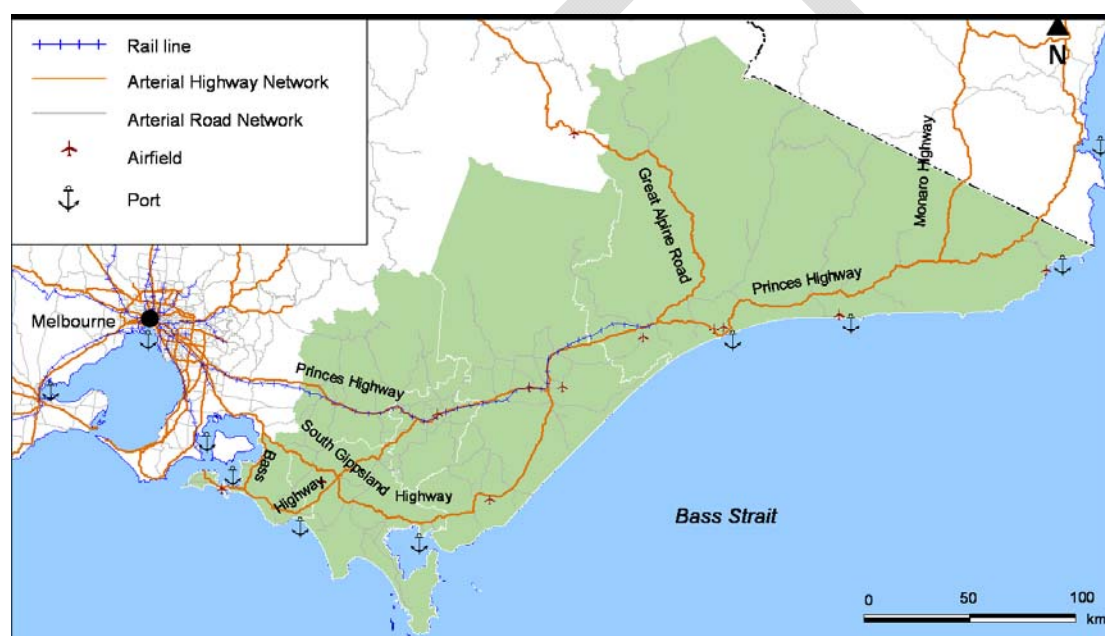 Rail line
Arterial Highway Network
Arterial Road Network
Airfield
Port
N
Monaro Highway
Great Alpine Road
Princes Highway
Melbourne
Princes Highway
South Gippsland Highway
Bass Highway
Bass Strait
0 50 100
km